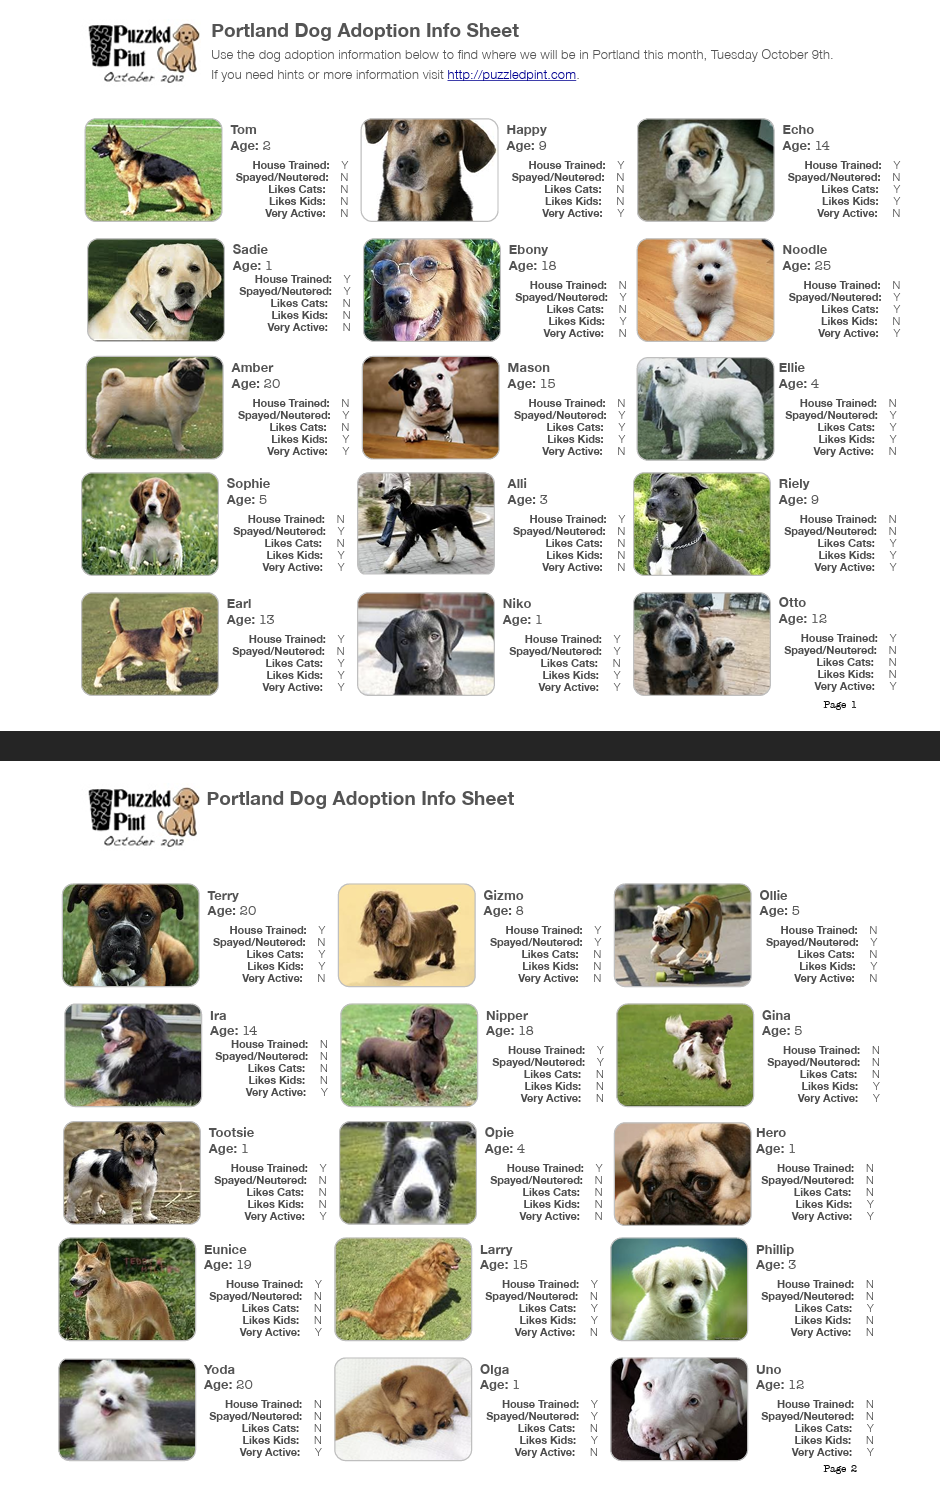 Puzzled Pint
October 2012
Portland Dog Adoption Info Sheet
Use the dog adoption information below to find where we will be in Portland this month, Tuesday October 9th.
If you need hints or more information visit http://puzzledpint.com.
Tom
Age: 2
House Trained: Y
Spayed/Neutered: N
Likes Cats: N
Likes Kids: N
Very Active: N
Happy
Age: 9
House Trained: Y
Spayed/Neutered: N
Likes Cats: N
Likes Kids: N
Very Active: Y
Echo
Age: 14
House Trained: Y
Spayed/Neutered: N
Likes Cats: Y
Likes Kids: Y
Very Active: N
Sadie
Age: 1
House Trained: Y
Spayed/Neutered: Y
Likes Cats: N
Likes Kids: N
Very Active: N
Ebony
Age: 18
House Trained: N
Spayed/Neutered: Y
Likes Cats: N
Likes Kids: Y
Very Active: N
Noodle
Age: 25
House Trained: N
Spayed/Neutered: Y
Likes Cats: Y
Likes Kids: N
Very Active: Y
Amber
Age: 20
House Trained: N
Spayed/Neutered: Y
Likes Cats: N
Likes Kids: Y
Very Active: Y
Mason
Age: 15
House Trained: N
Spayed/Neutered: Y
Likes Cats: Y
Likes Kids: Y
Very Active: N
Ellie
Age: 4
House Trained: N
Spayed/Neutered: Y
Likes Cats: Y
Likes Kids: Y
Very Active: N
Sophie
Age: 5
House Trained: N
Spayed/Neutered: Y
Likes Cats: N
Likes Kids: Y
Very Active: Y
Alli
Age: 3
House Trained: Y
Spayed/Neutered: N
Likes Cats: N
Likes Kids: N
Very Active: N
Riely
Age: 9
House Trained: N
Spayed/Neutered: N
Likes Cats: Y
Likes Kids: Y
Very Active: Y
Earl
Age: 13
House Trained: Y
Spayed/Neutered: N
Likes Cats: Y
Likes Kids: Y
Very Active: Y
Niko
Age: 1
House Trained: Y
Spayed/Neutered: Y
Likes Cats: N
Likes Kids: Y
Very Active: Y
Otto
Age: 12
House Trained: Y
Spayed/Neutered: N
Likes Cats: N
Likes Kids: N
Very Active: Y
Page 1
Puzzled Pint
October 2012
Portland Dog Adoption Info Sheet
Terry
Age: 20
House Trained: Y
Spayed/Neutered: N
Likes Cats: Y
Likes Kids: Y
Very Active: N
Gizmo
Age: 8
House Trained: Y
Spayed/Neutered: Y
Likes Cats: N
Likes Kids: N
Very Active: N
Ollie
Age: 5
House Trained: N
Spayed/Neutered: Y
Likes Cats: N
Likes Kids: Y
Very Active: N
Ira
Age: 14
House Trained: N
Spayed/Neutered: N
Likes Cats: N
Likes Kids: N
Very Active: Y
Nipper
Age: 18
House Trained: Y
Spayed/Neutered: Y
Likes Cats: N
Likes Kids: N
Very Active: N
Gina
Age: 5
House Trained: N
Spayed/Neutered: N
Likes Cats: N
Likes Kids: Y
Very Active: Y
Tootsie
Age: 1
House Trained: Y
Spayed/Neutered: N
Likes Cats: N
Likes Kids: N
Very Active: Y
Opie
Age: 4
House Trained: Y
Spayed/Neutered: N
Likes Cats: N
Likes Kids: N
Very Active: N
Hero
Age: 1
House Trained: N
Spayed/Neutered: N
Likes Cats: N
Likes Kids: Y
Very Active: Y
Eunice
Age: 19
House Trained: Y
Spayed/Neutered: N
Likes Cats: N
Likes Kids: N
Very Active: Y
Larry
Age: 15
House Trained: Y
Spayed/Neutered: N
Likes Cats: Y
Likes Kids: Y
Very Active: N
Phillip
Age: 3
House Trained: N
Spayed/Neutered: N
Likes Cats: Y
Likes Kids: N
Very Active: N
Yoda
Age: 20
House Trained: N
Spayed/Neutered: N
Likes Cats: N
Likes Kids: N
Very Active: Y
Olga
Age: 1
House Trained: Y
Spayed/Neutered: Y
Likes Cats: N
Likes Kids: Y
Very Active: N
Uno
Age: 12
House Trained: N
Spayed/Neutered: N
Likes Cats: Y
Likes Kids: Y
Very Active: Y
Page 2